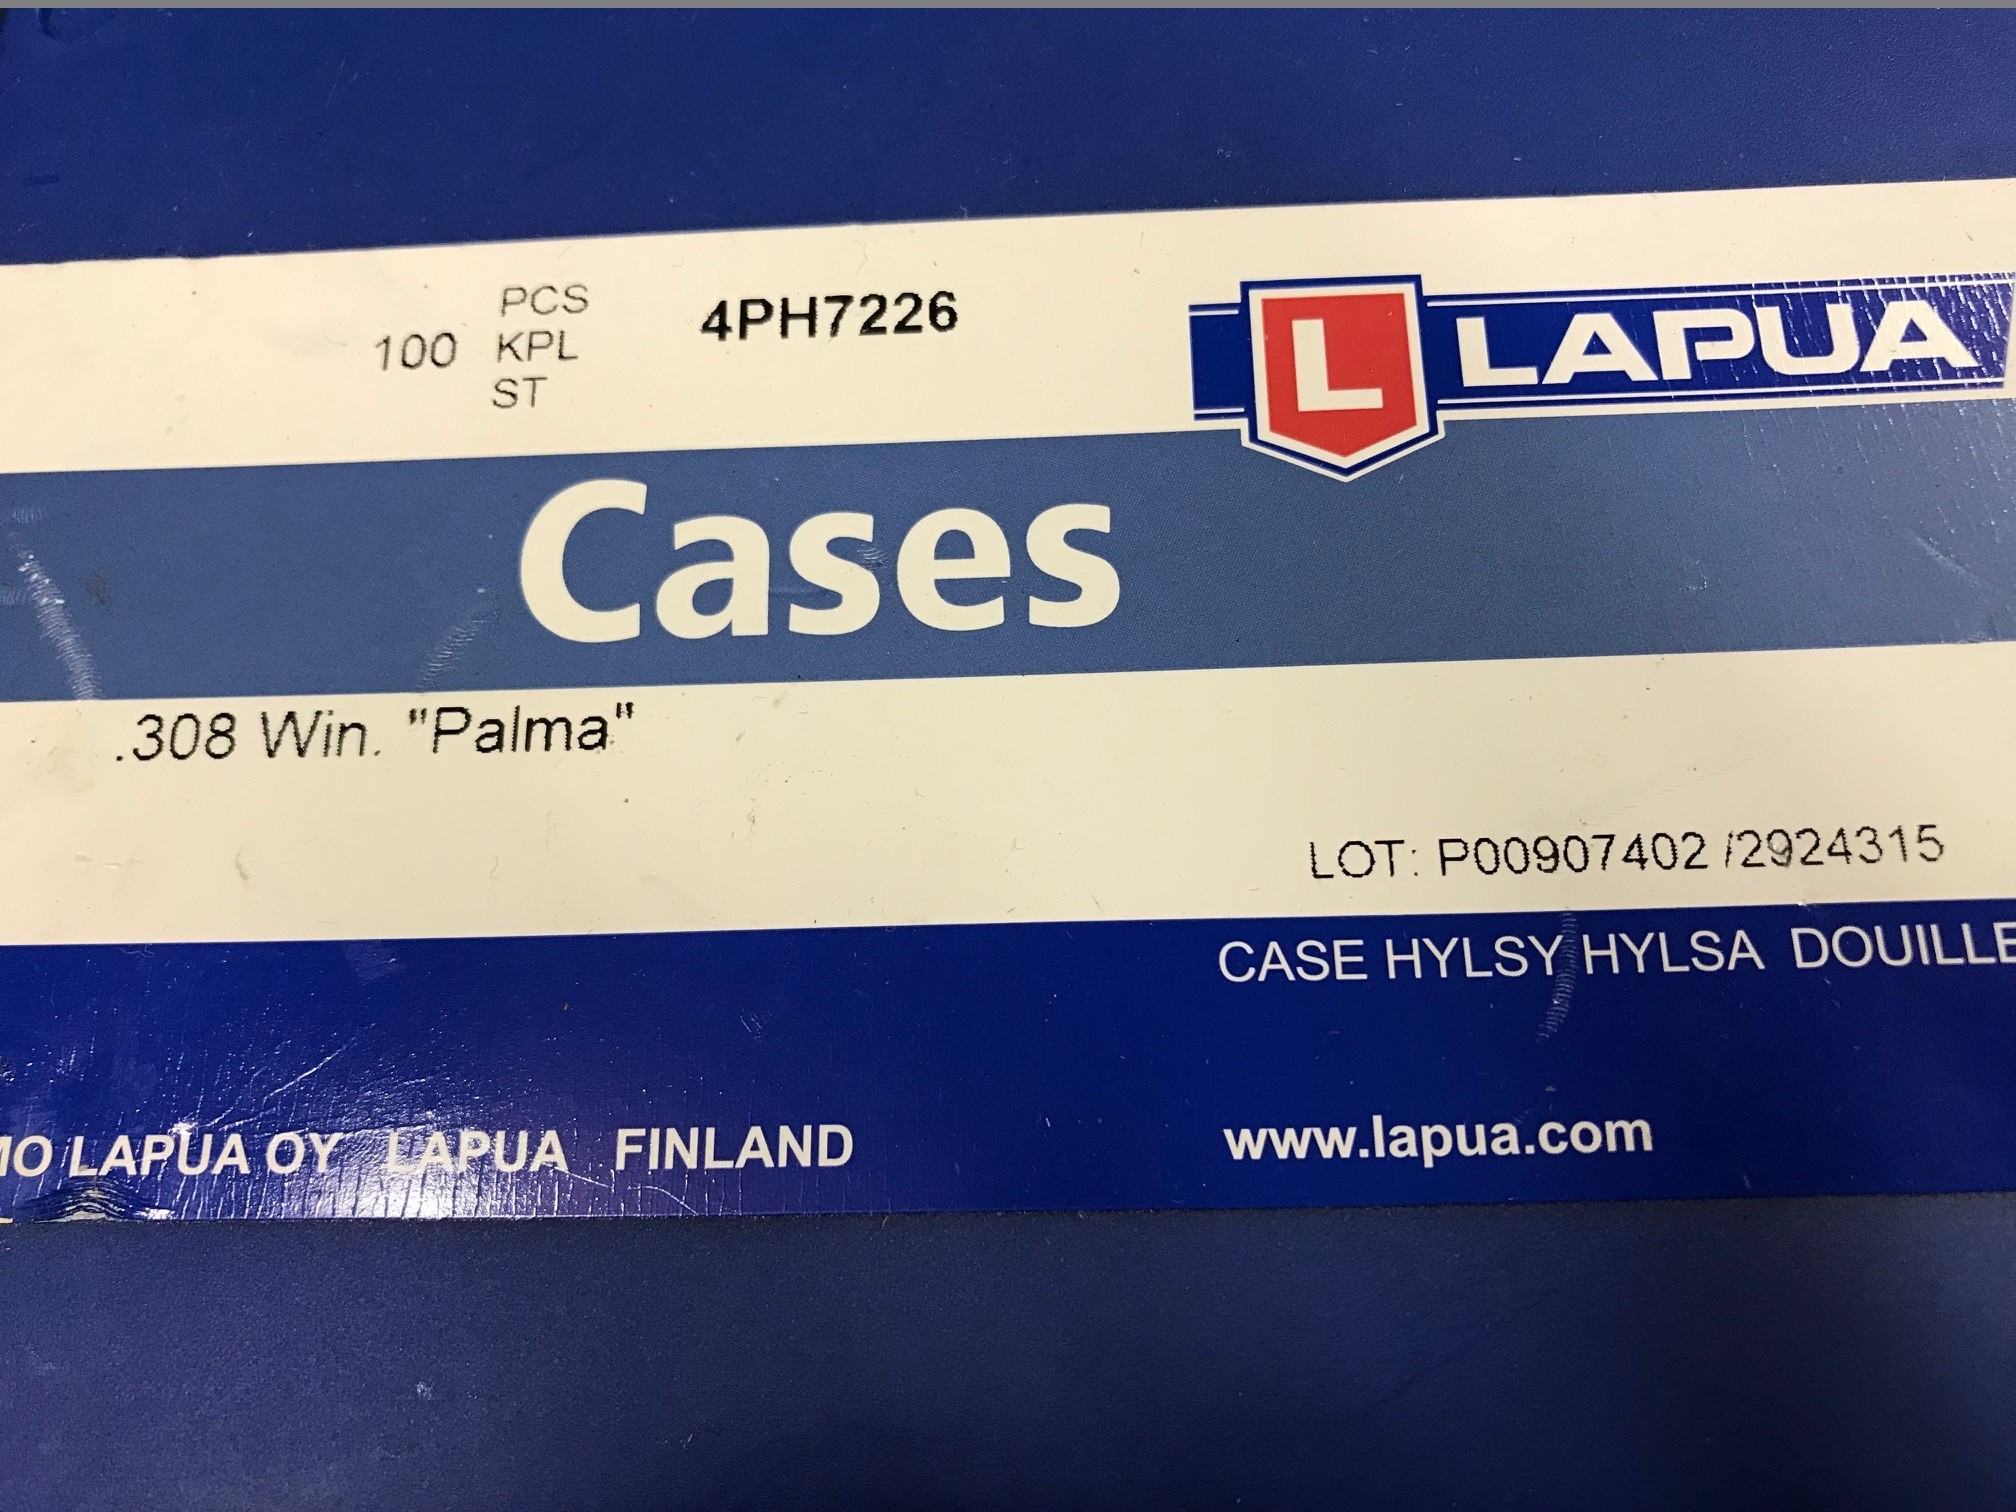 PCS
100 KPL
ST
4PH7226
L LAPUA
Cases
.308 Win. "Palma"
LOT: P00907402 /2924315
CASE HYLSY HYLSA DOUILLE
LAPUA OY LAPUA FINLAND
www.lapua.com